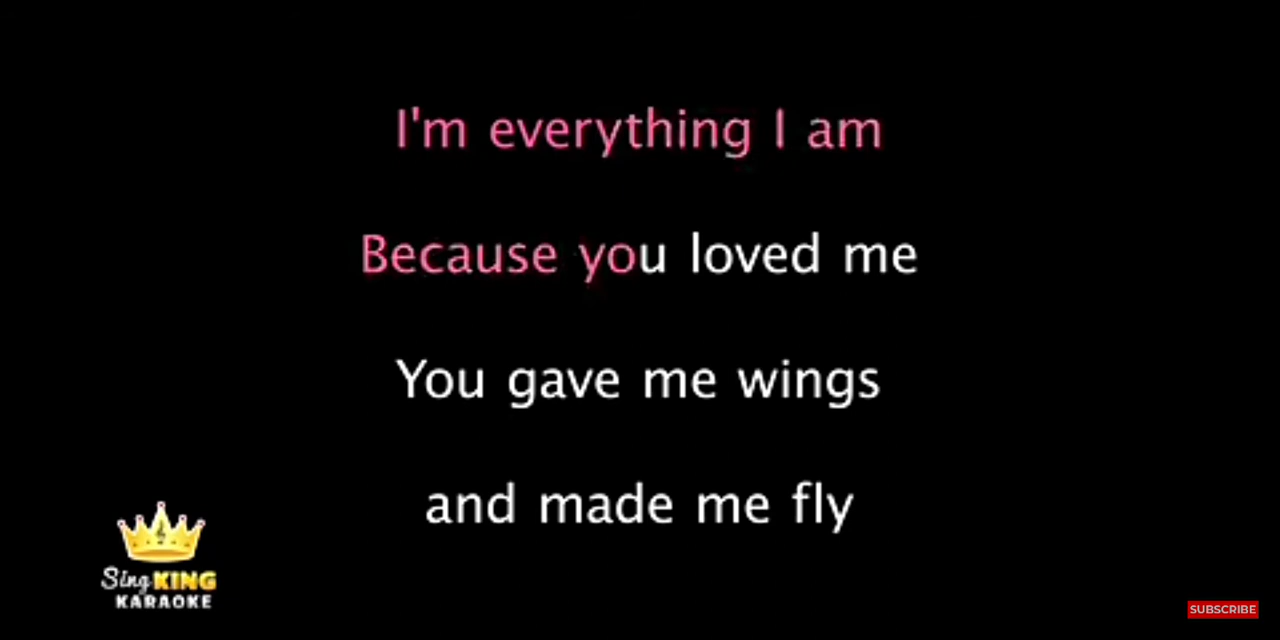 I'm everything I am
Because you loved me
You gave me wings
and made me fly
Sing KING
KARAOKE
SUBSCRIBE